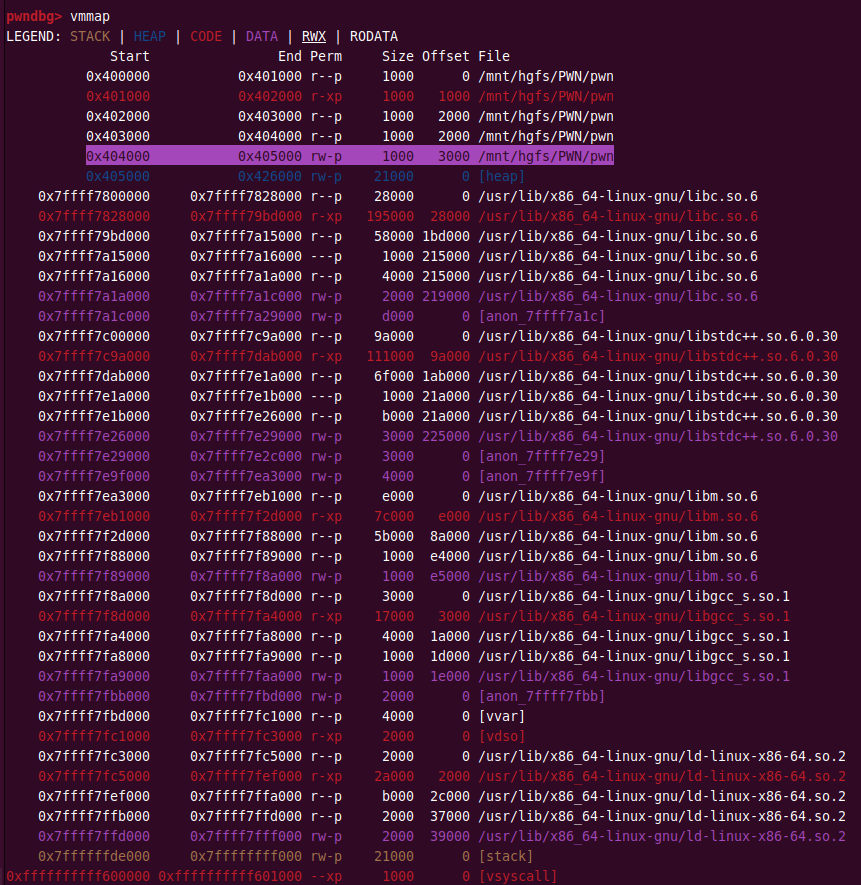 pwndbg> vmmap
LEGEND: STACK | HEAP | CODE | DATA | RWX | RODATA
Start End Perm Size Offset File
0x400000 0x401000 r--p 1000 0 /mnt/hgfs/PWN/pwn
0x401000 0x402000 r-xp 1000 1000 /mnt/hgfs/PWN/pwn
0x402000 0x403000 r--p 1000 2000 /mnt/hgfs/PWN/pwn
0x403000 0x404000 r--p 1000 2000 /mnt/hgfs/PWN/pwn
0x404000 0x405000 rw-p 1000 3000 /mnt/hgfs/PWN/pwn
0x405000 0x426000 rw-p 21000 0 [heap]
0x7ffff7800000 0x7ffff7828000 r--p 28000 0 /usr/lib/x86_64-linux-gnu/libc.so.6
0x7ffff7828000 0x7ffff79bd000 r-xp 195000 28000 /usr/lib/x86_64-linux-gnu/libc.so.6
0x7ffff79bd000 0x7ffff7a15000 r--p 58000 1bd000 /usr/lib/x86_64-linux-gnu/libc.so.6
0x7ffff7a15000 0x7ffff7a16000 ---p 1000 215000 /usr/lib/x86_64-linux-gnu/libc.so.6
0x7ffff7a16000 0x7ffff7a1a000 r--p 4000 215000 /usr/lib/x86_64-linux-gnu/libc.so.6
0x7ffff7a1a000 0x7ffff7a1c000 rw-p 2000 219000 /usr/lib/x86_64-linux-gnu/libc.so.6
0x7ffff7a1c000 0x7ffff7a29000 rw-p d000 0 [anon_7ffff7a1c]
0x7ffff7c00000 0x7ffff7c9a000 r--p 9a000 0 /usr/lib/x86_64-linux-gnu/libstdc++.so.6.0.30
0x7ffff7c9a000 0x7ffff7dab000 r-xp 111000 9a000 /usr/lib/x86_64-linux-gnu/libstdc++.so.6.0.30
0x7ffff7dab000 0x7ffff7e1a000 r--p 6f000 1ab000 /usr/lib/x86_64-linux-gnu/libstdc++.so.6.0.30
0x7ffff7e1a000 0x7ffff7e1b000 ---p 1000 21a000 /usr/lib/x86_64-linux-gnu/libstdc++.so.6.0.30
0x7ffff7e1b000 0x7ffff7e26000 r--p b000 21a000 /usr/lib/x86_64-linux-gnu/libstdc++.so.6.0.30
0x7ffff7e26000 0x7ffff7e29000 rw-p 3000 225000 /usr/lib/x86_64-linux-gnu/libstdc++.so.6.0.30
0x7ffff7e29000 0x7ffff7e2c000 rw-p 3000 0 [anon_7ffff7e29]
0x7ffff7e9f000 0x7ffff7ea3000 rw-p 4000 0 [anon_7ffff7e9f]
0x7ffff7ea3000 0x7ffff7eb1000 r--p e000 0 /usr/lib/x86_64-linux-gnu/libm.so.6
0x7ffff7eb1000 0x7ffff7f2d000 r-xp 7c000 e000 /usr/lib/x86_64-linux-gnu/libm.so.6
0x7ffff7f2d000 0x7ffff7f88000 r--p 5b000 8a000 /usr/lib/x86_64-linux-gnu/libm.so.6
0x7ffff7f88000 0x7ffff7f89000 r--p 1000 e4000 /usr/lib/x86_64-linux-gnu/libm.so.6
0x7ffff7f89000 0x7ffff7f8a000 rw-p 1000 e5000 /usr/lib/x86_64-linux-gnu/libm.so.6
0x7ffff7f8a000 0x7ffff7f8d000 r--p 3000 0 /usr/lib/x86_64-linux-gnu/libgcc_s.so.1
0x7ffff7f8d000 0x7ffff7fa4000 r-xp 17000 3000 /usr/lib/x86_64-linux-gnu/libgcc_s.so.1
0x7ffff7fa4000 0x7ffff7fa8000 r--p 4000 1a000 /usr/lib/x86_64-linux-gnu/libgcc_s.so.1
0x7ffff7fa8000 0x7ffff7fa9000 r--p 1000 1d000 /usr/lib/x86_64-linux-gnu/libgcc_s.so.1
0x7ffff7fa9000 0x7ffff7faa000 rw-p 1000 1e000 /usr/lib/x86_64-linux-gnu/libgcc_s.so.1
0x7ffff7fbb000 0x7ffff7fbd000 rw-p 2000 0 [anon_7ffff7fbb]
0x7ffff7fbd000 0x7ffff7fc1000 r--p 4000 0 [vvar]
0x7ffff7fc1000 0x7ffff7fc3000 r-xp 2000 0 [vdso]
0x7ffff7fc3000 0x7ffff7fc5000 r--p 2000 0 /usr/lib/x86_64-linux-gnu/ld-linux-x86-64.so.2
0x7ffff7fc5000 0x7ffff7fef000 r-xp 2a000 2000 /usr/lib/x86_64-linux-gnu/ld-linux-x86-64.so.2
0x7ffff7fef000 0x7ffff7ffa000 r--p b000 2c000 /usr/lib/x86_64-linux-gnu/ld-linux-x86-64.so.2
0x7ffff7ffb000 0x7ffff7ffd000 r--p 2000 37000 /usr/lib/x86_64-linux-gnu/ld-linux-x86-64.so.2
0x7ffff7ffd000 0x7ffff7fff000 rw-p 2000 39000 /usr/lib/x86_64-linux-gnu/ld-linux-x86-64.so.2
0x7ffffffde000 0x7ffffffff000 rw-p 21000 0 [stack]
0xffffffffff600000 0xffffffffff601000 --xp 1000 0 [vsyscall]